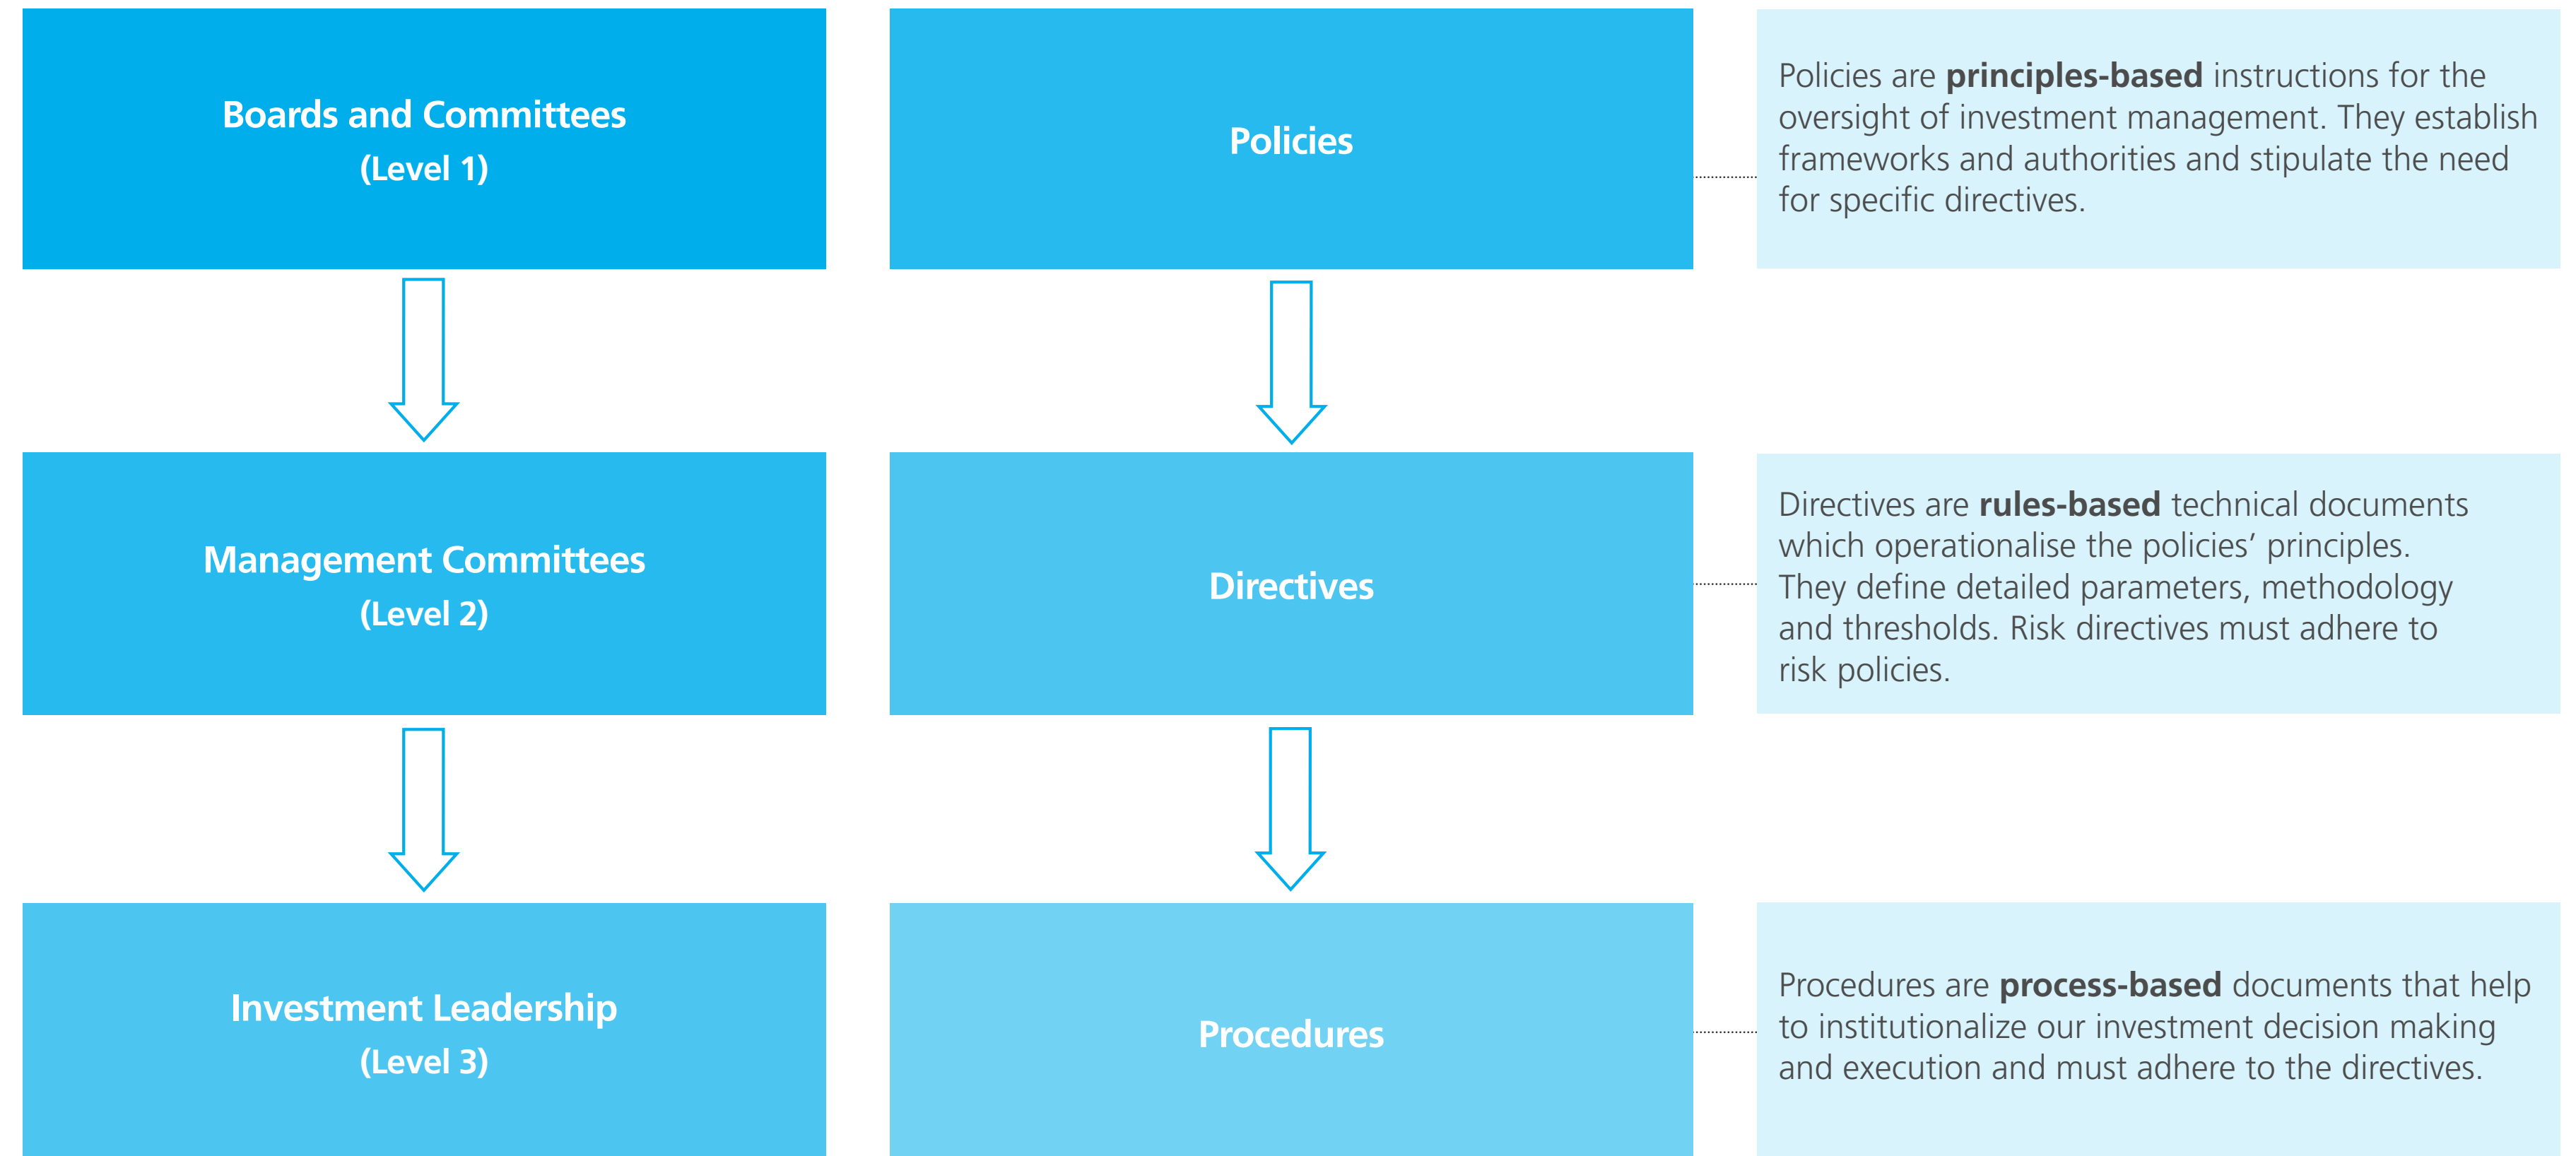 Boards and Committees
(Level 1)
Policies
Policies are principles-based instructions for the
oversight of investment management. They establish
frameworks and authorities and stipulate the need
for specific directives.
Management Committees
(Level 2)
Directives
Directives are rules-based technical documents
which operationalise the policies’ principles.
They define detailed parameters, methodology
and thresholds. Risk directives must adhere to
risk policies.
Investment Leadership
(Level 3)
Procedures
Procedures are process-based documents that help
to institutionalize our investment decision making
and execution and must adhere to the directives.